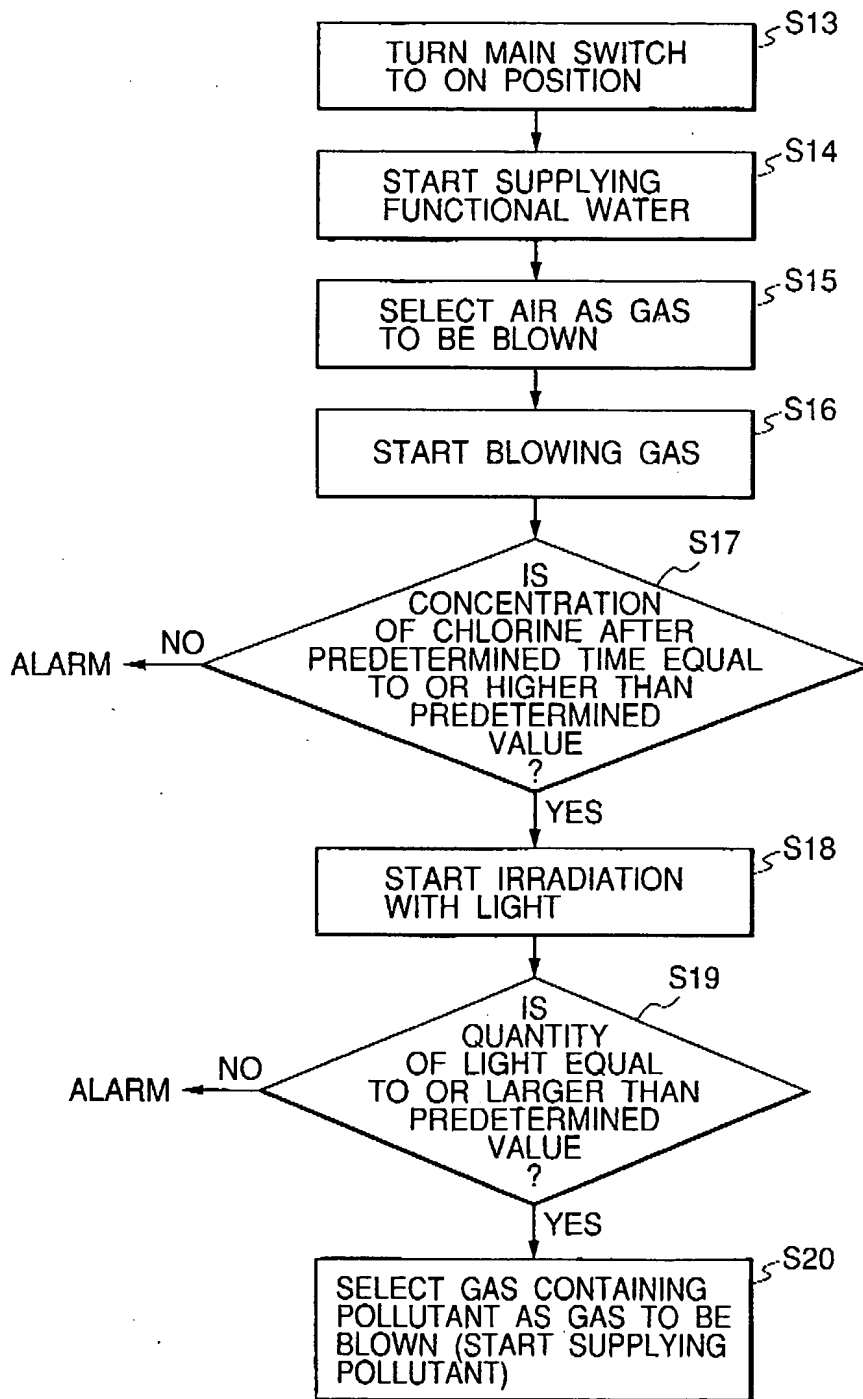 S13
TURN MAIN SWITCH
TO ON POSITION
S14
START SUPPLYING
FUNCTIONAL WATER
S15
SELECT AIR AS GAS
TO BE BLOWN
S16
START BLOWING GAS
S17
IS
CONCENTRATION
OF CHLORINE AFTER
PREDETERMINED TIME EQUAL
TO OR HIGHER THAN
PREDETERMINED
VALUE
?
NO
ALARM
YES
S18
START IRRADIATION
WITH LIGHT
S19
IS
QUANTITY
OF LIGHT EQUAL
TO OR LARGER THAN
PREDETERMINED
VALUE
?
NO
ALARM
YES
S20
SELECT GAS CONTAINING
POLLUTANT AS GAS TO BE
BLOWN (START SUPPLYING
POLLUTANT)